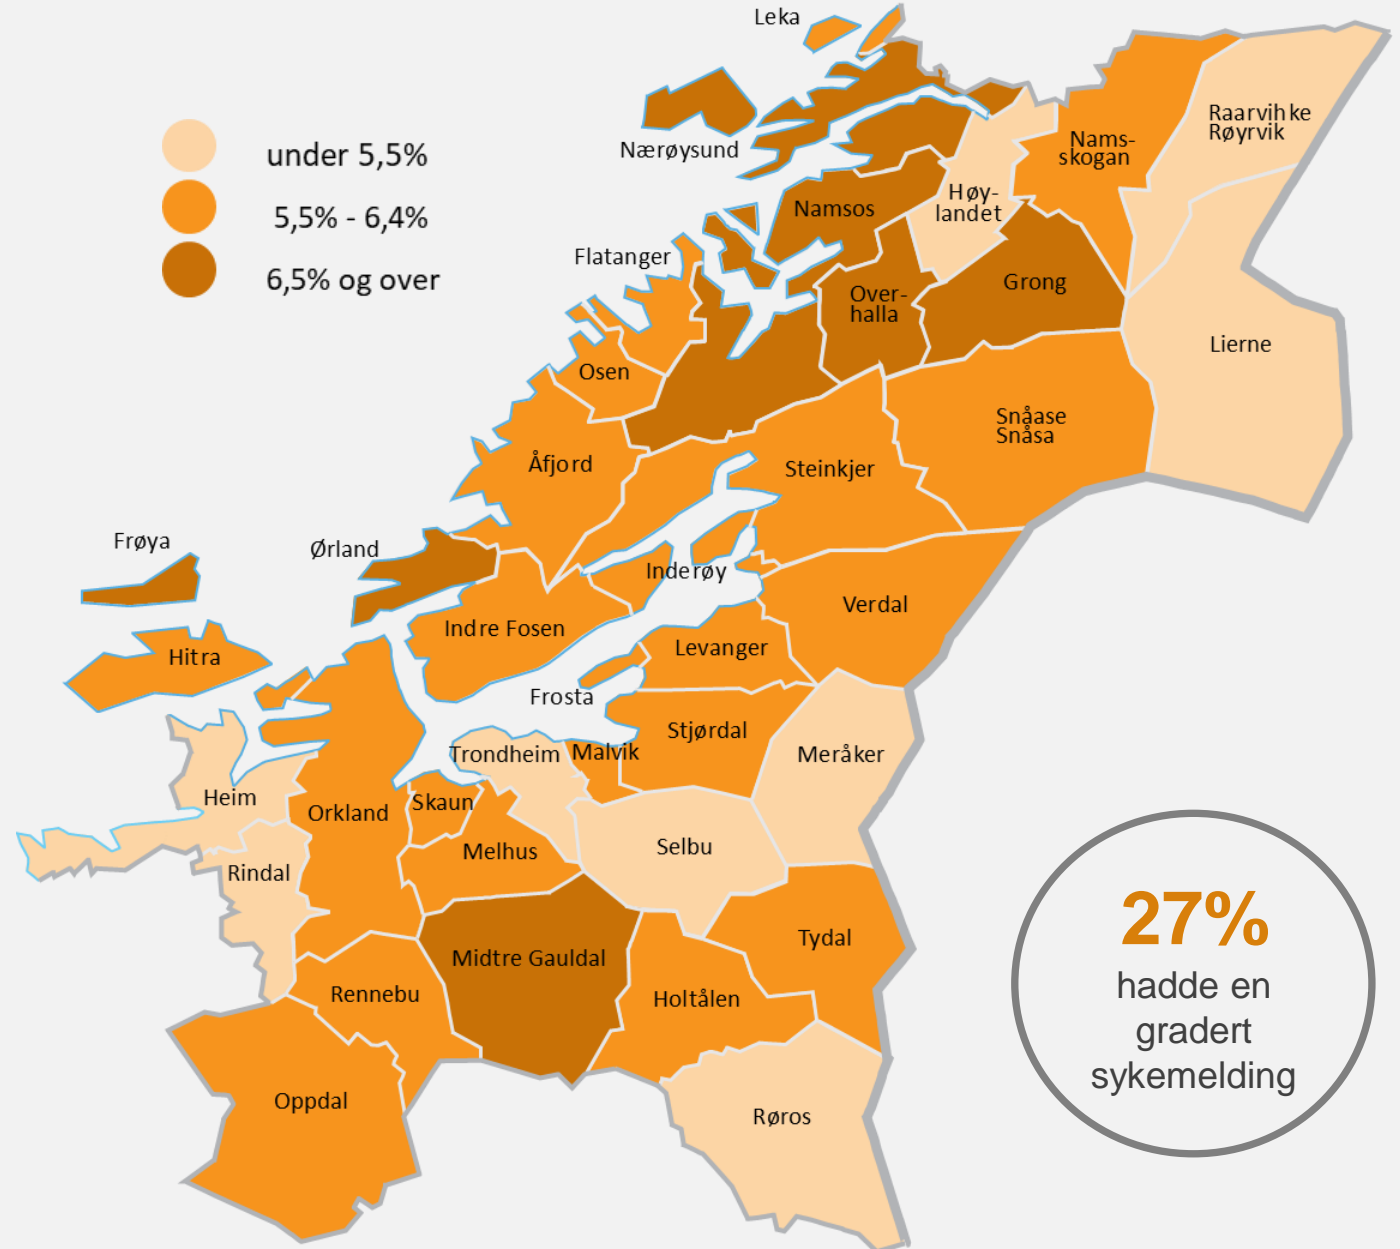 Leka
under 5,5%
5,5% - 6,4%
6,5% og over
Nærøysund
Namsos
Høy-
landet
Nams-
skogan
Raarvihke
Røyrvik
Flatanger
Over-
halla
Grong
Lierne
Osen
Snåase
Snåsa
Åfjord
Steinkjer
Frøya
Ørland
Inderøy
Verdal
Indre Fosen
Levanger
Hitra
Frosta
Stjørdal
Trondheim
Malvik
Meråker
Heim
Orkland
Skaun
Selbu
Melhus
Rindal
Midtre Gauldal
Tydal
Rennebu
Holtålen
Oppdal
Røros
27%
hadde en
gradert
sykemelding